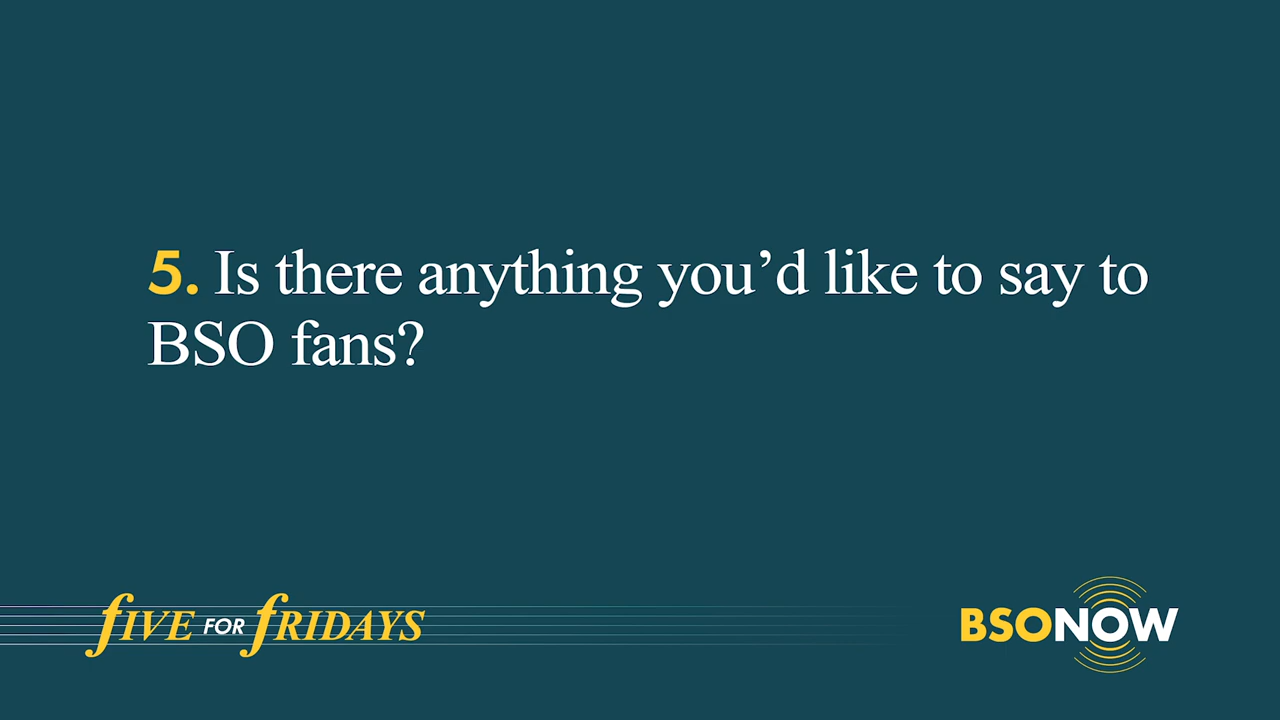 5. Is there anything you’d like to say to
BSO fans?
fIVE FOR fRIDAYS
BSONOW